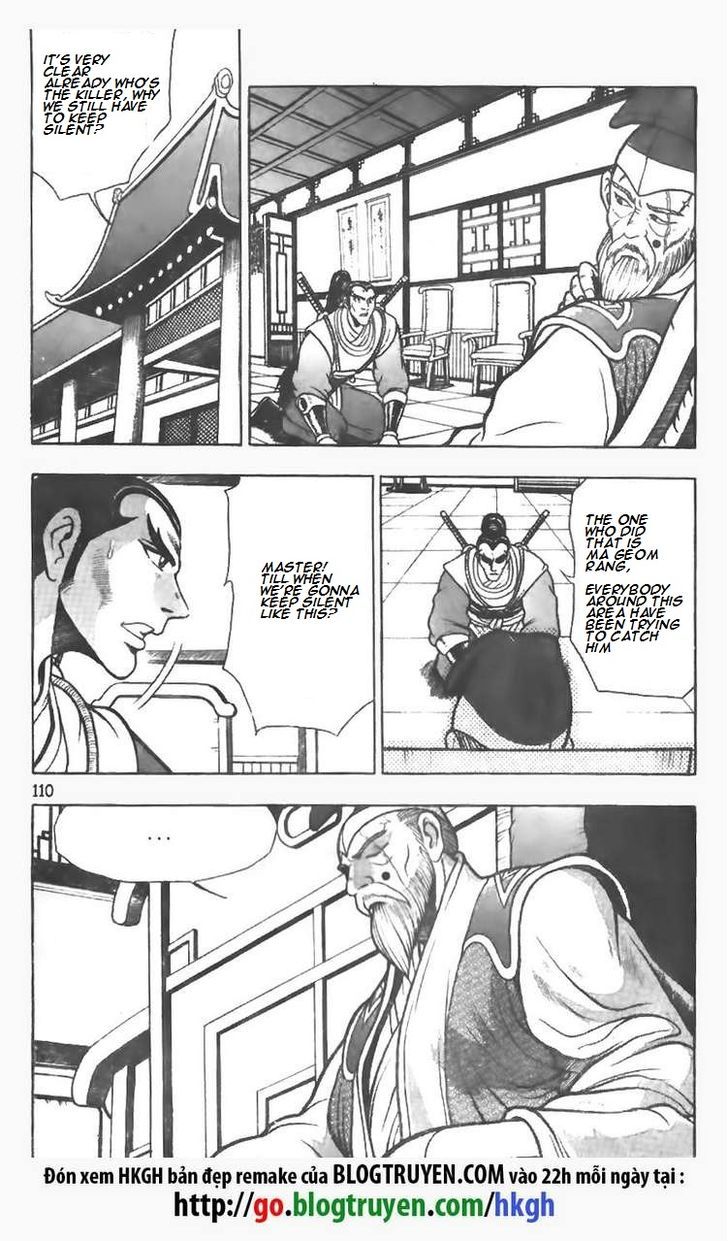 IT'S VERY
CLEAR
ALREADY WHO'S
THE KILLER, WHY
WE STILL HAVE
TO KEEP
SILENT?
THE ONE
WHO DID
THAT IS
MA GEOM
RANG,
EVERYBODY
AROUND THIS
AREA HAVE
BEEN TRYING
TO CATCH
HIM
MASTER!
TILL WHEN
WE'RE GONNA
KEEP SILENT
LIKE THIS?
110
...
Đón xem HKGH bản đẹp remake của BLOGTRUYEN.COM vào 22h mỗi ngày tại :
http://go.blogtruyen.com/hkgh